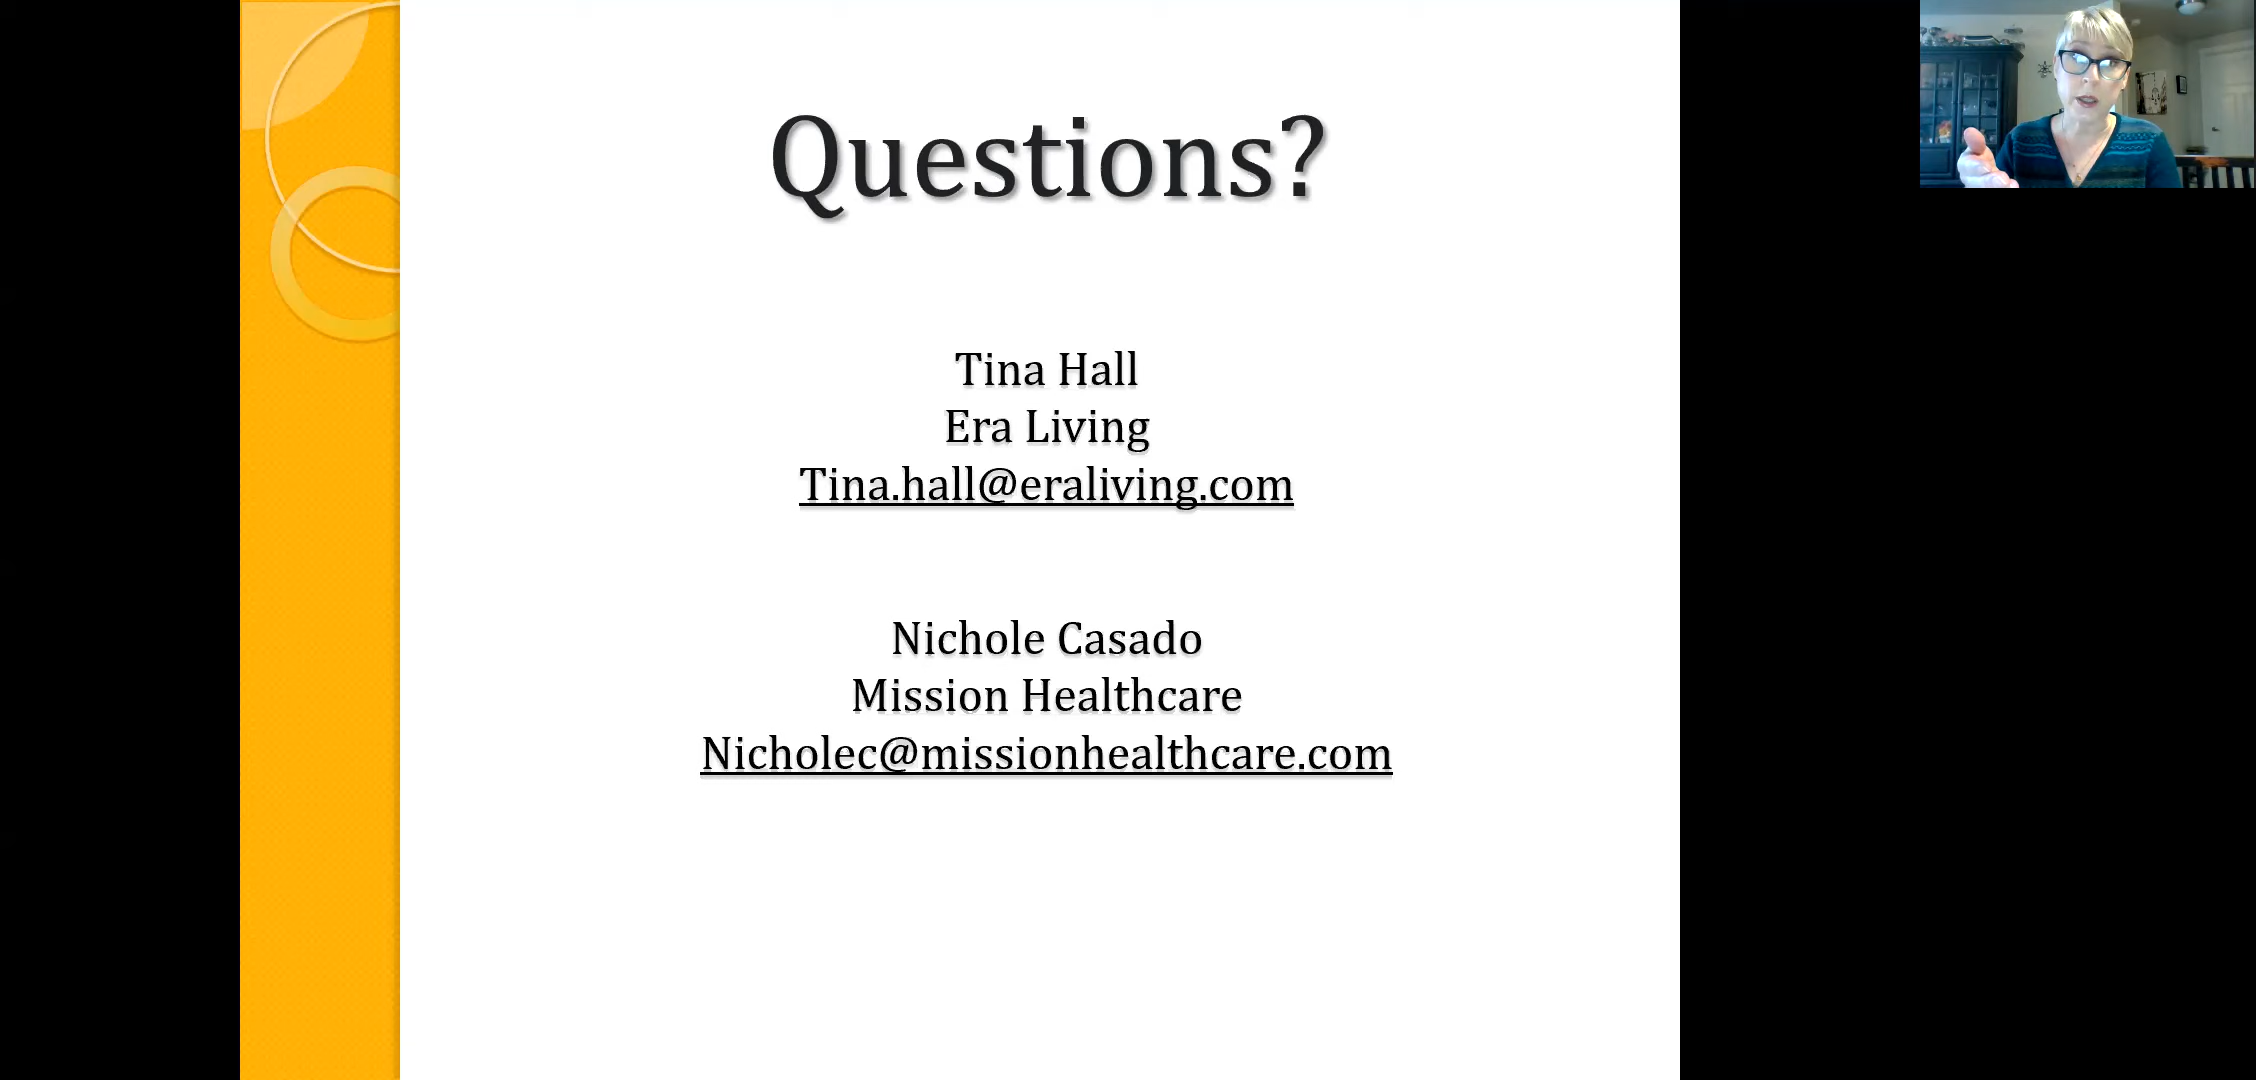 Questions?
Tina Hall
Era Living
Tina.hall@eraliving.com
Nichole Casado
Mission Healthcare
Nicholec@missionhealthcare.com